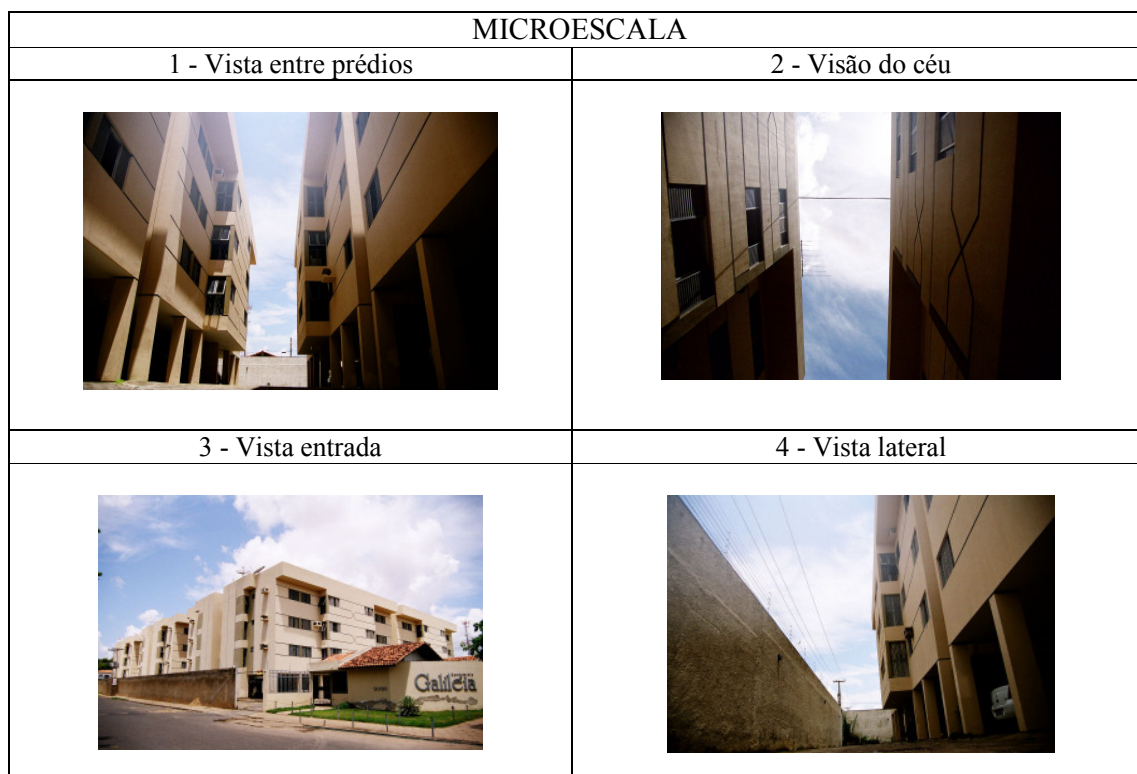 MICROESCALA
1 - Vista entre prédios
2 - Visão do céu
3 - Vista entrada
4 - Vista lateral
Galiléia